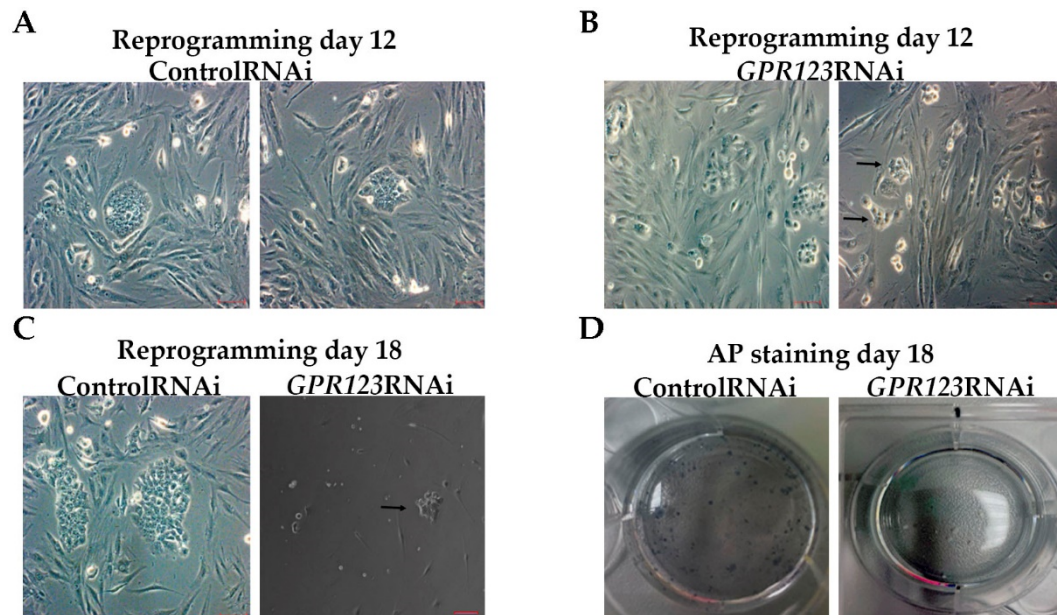 A
Reprogramming day 12
ControlRNAi
B
Reprogramming day 12
GPR123RNAi
C
Reprogramming day 18
ControlRNAi GPR123RNAi
D
AP staining day 18
ControlRNAi GPR123RNAi